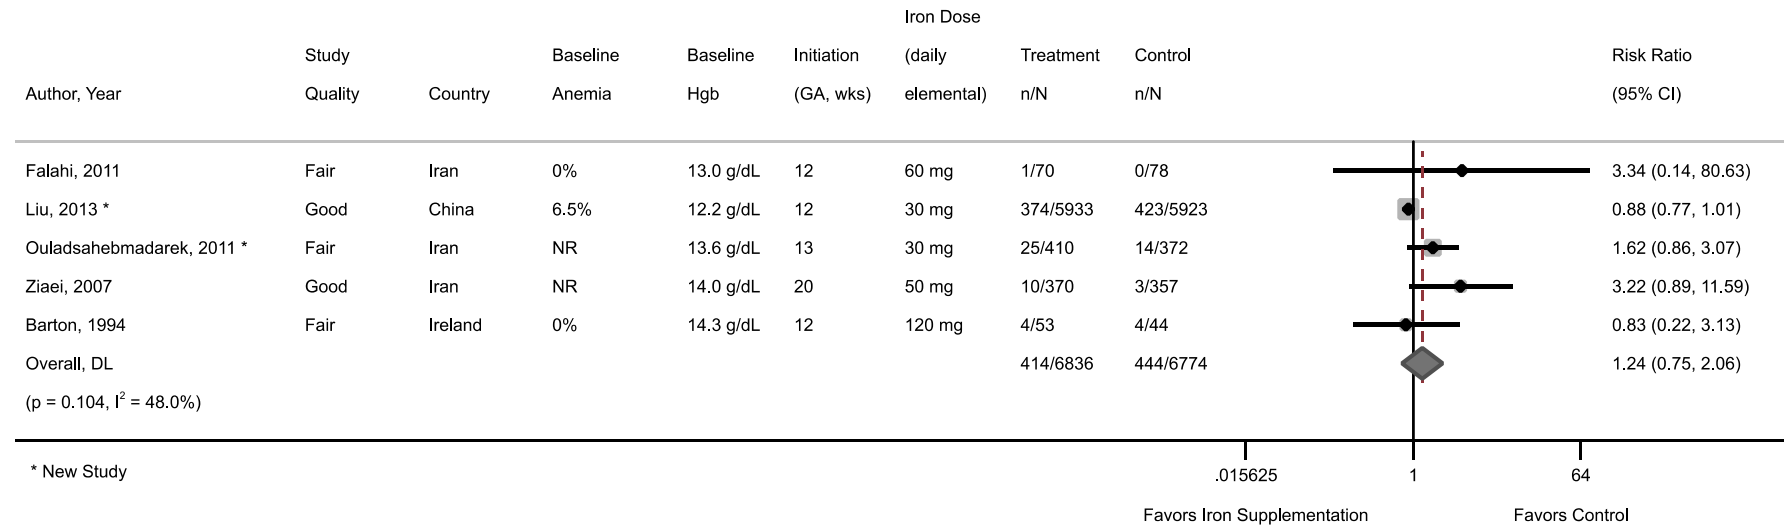 Iron Dose
Study Baseline Baseline Initiation (daily Treatment Control Risk Ratio
Author, Year Quality Country Anemia Hgb (GA, wks) elemental) n/N n/N (95% CI)
Falahi, 2011 Fair Iran 0% 13.0 g/dL 12 60 mg 1/70 0/78 3.34 (0.14, 80.63)
Liu, 2013 * Good China 6.5% 12.2 g/dL 12 30 mg 374/5933 423/5923 0.88 (0.77, 1.01)
Ouladsahebmadarek, 2011 * Fair Iran NR 13.6 g/dL 13 30 mg 25/410 14/372 1.62 (0.86, 3.07)
Ziaei, 2007 Good Iran NR 14.0 g/dL 20 50 mg 10/370 3/357 3.22 (0.89, 11.59)
Barton, 1994 Fair Ireland 0% 14.3 g/dL 12 120 mg 4/53 4/44 0.83 (0.22, 3.13)
Overall, DL 414/6836 444/6774 1.24 (0.75, 2.06)
(p = 0.104, I² = 48.0%)
* New Study
.015625 1 64
Favors Iron Supplementation Favors Control